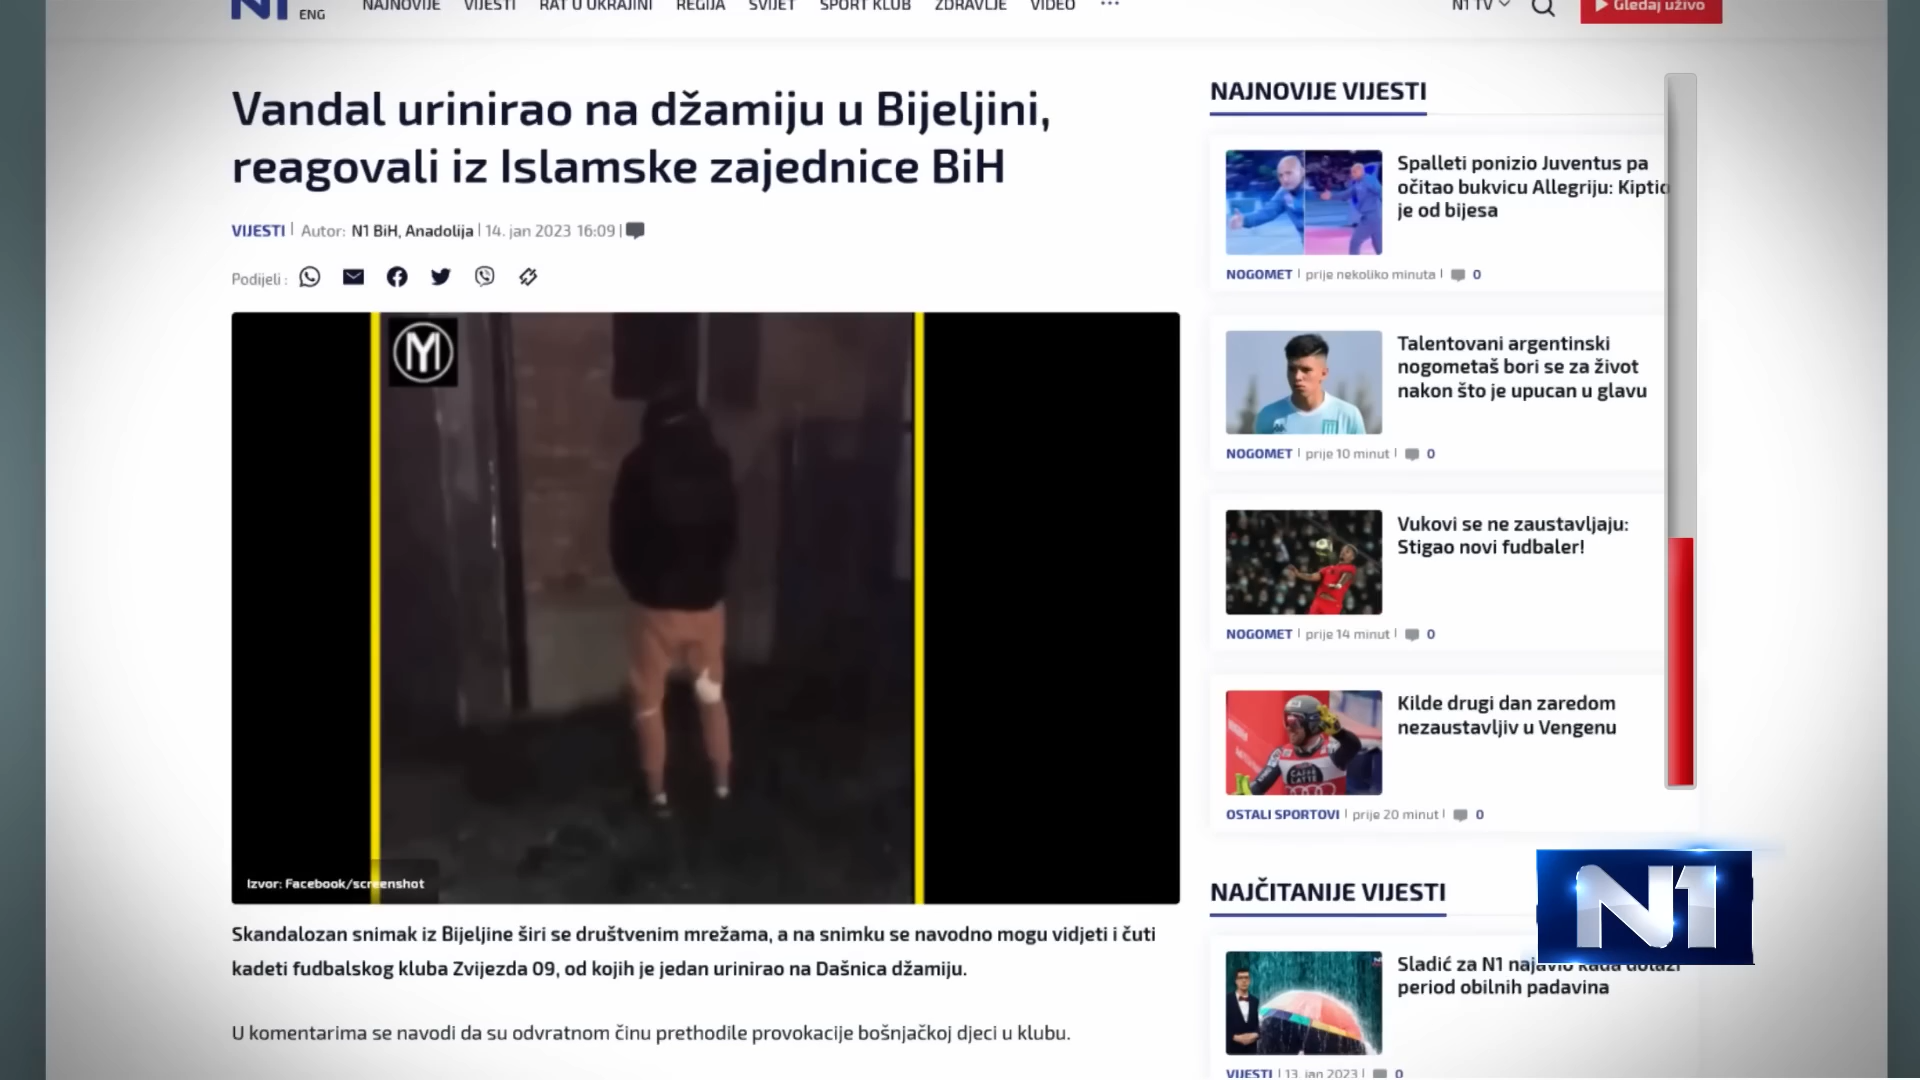 N1
ENG
NAJNOVIJE
VIJESTI
RAT U UKRAJINI
REGIJA
SVIJET
SPORT KLUB
ZDRAVLJE
VIDEO
N1 TV
Gledaj uživo
Vandal urinirao na džamiju u Bijeljini,
reagovali iz Islamske zajednice BiH
VIJESTI | Autor: N1 BiH, Anadolija | 14. jan 2023 16:09 |
Podijeli :
M
Izvor: Facebook/screenshot
Skandalozan snimak iz Bijeljine širi se društvenim mrežama, a na snimku se navodno mogu vidjeti i čuti
kadeti fudbalskog kluba Zvijezda 09, od kojih je jedan urinirao na Dašnica džamiju.
U komentarima se navodi da su odvratnom činu prethodile provokacije bošnjačkoj djeci u klubu.
NAJNOVIJE VIJESTI
Spalleti ponizio Juventus pa
očitao bukvicu Allegriju: Kiptio
je od bijesa
NOGOMET | prije nekoliko minuta | 0
Talentovani argentinski
nogometaš bori se za život
nakon što je upucan u glavu
NOGOMET | prije 10 minut | 0
Vukovi se ne zaustavljaju:
Stigao novi fudbaler!
NOGOMET | prije 14 minut | 0
Kilde drugi dan zaredom
nezaustavljiv u Vengenu
OSTALI SPORTOVI | prije 20 minut | 0
NAJČITANIJE VIJESTI
Sladić za N1 najavio kada dolazi
period obilnih padavina
VIJESTI | 13. jan 2023 | 0
N1